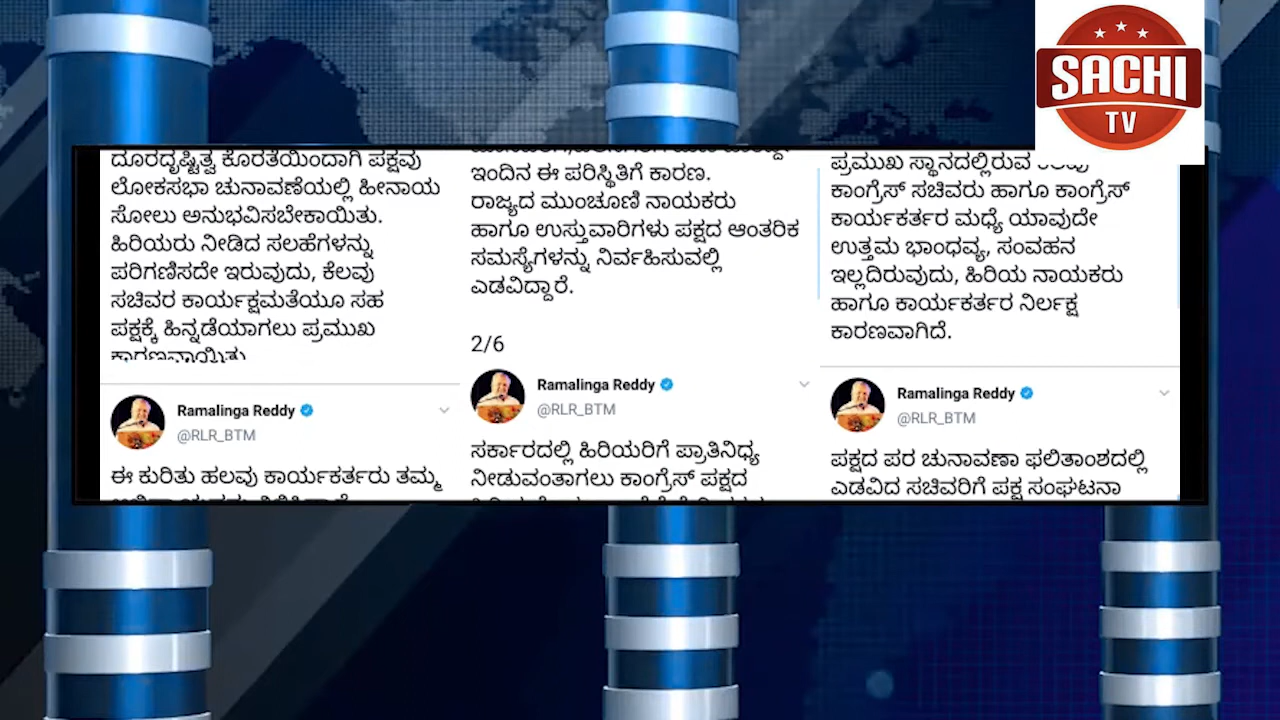 SACHI
TV
ದೂರದೃಷ್ಟಿತ್ವ ಕೊರತೆಯಿಂದಾಗಿ ಪಕ್ಷವು
ಲೋಕಸಭಾ ಚುನಾವಣೆಯಲ್ಲಿ ಹೀನಾಯ
ಸೋಲು ಅನುಭವಿಸಬೇಕಾಯಿತು.
ಹಿರಿಯರು ನೀಡಿದ ಸಲಹೆಗಳನ್ನು
ಪರಿಗಣಿಸದೇ ಇರುವುದು, ಕೆಲವು
ಸಚಿವರ ಕಾರ್ಯಕ್ಷಮತೆಯೂ ಸಹ
ಪಕ್ಷಕ್ಕೆ ಹಿನ್ನಡೆಯಾಗಲು ಪ್ರಮುಖ
ಕಾರಣವಾಯಿತು
Ramalinga Reddy
@RLR_BTM
ಈ ಕುರಿತು ಹಲವು ಕಾರ್ಯಕರ್ತರು ತಮ್ಮ
ಇಂದಿನ ಈ ಪರಿಸ್ಥಿತಿಗೆ ಕಾರಣ.
ರಾಜ್ಯದ ಮುಂಚೂಣಿ ನಾಯಕರು
ಹಾಗೂ ಉಸ್ತುವಾರಿಗಳು ಪಕ್ಷದ ಆಂತರಿಕ
ಸಮಸ್ಯೆಗಳನ್ನು ನಿರ್ವಹಿಸುವಲ್ಲಿ
ಎಡವಿದ್ದಾರೆ.
2/6
Ramalinga Reddy
@RLR_BTM
ಸರ್ಕಾರದಲ್ಲಿ ಹಿರಿಯರಿಗೆ ಪ್ರಾತಿನಿಧ್ಯ
ನೀಡುವಂತಾಗಲು ಕಾಂಗ್ರೆಸ್ ಪಕ್ಷದ
ಪ್ರಮುಖ ಸ್ಥಾನದಲ್ಲಿರುವ
ಕಾಂಗ್ರೆಸ್ ಸಚಿವರು ಹಾಗೂ ಕಾಂಗ್ರೆಸ್
ಕಾರ್ಯಕರ್ತರ ಮಧ್ಯೆ ಯಾವುದೇ
ಉತ್ತಮ ಭಾಂಧವ್ಯ, ಸಂವಹನ
ಇಲ್ಲದಿರುವುದು, ಹಿರಿಯ ನಾಯಕರು
ಹಾಗೂ ಕಾರ್ಯಕರ್ತರ ನಿರ್ಲಕ್ಷ
ಕಾರಣವಾಗಿದೆ.
Ramalinga Reddy
@RLR_BTM
ಪಕ್ಷದ ಪರ ಚುನಾವಣಾ ಫಲಿತಾಂಶದಲ್ಲಿ
ಎಡವಿದ ಸಚಿವರಿಗೆ ಪಕ್ಷ ಸಂಘಟನಾ